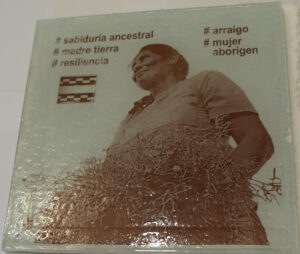 # sabiduría ancestral
# madre tierra
# resiliencia
# arraigo
# mujer
aborigen